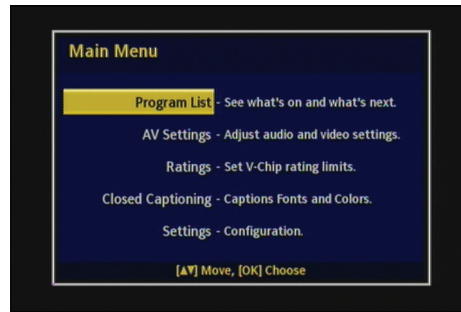 Main Menu
Program List - See what's on and what's next.
AV Settings - Adjust audio and video settings.
Ratings - Set V-Chip rating limits.
Closed Captioning - Captions Fonts and Colors.
Settings - Configuration.
[▲▼] Move, [OK] Choose